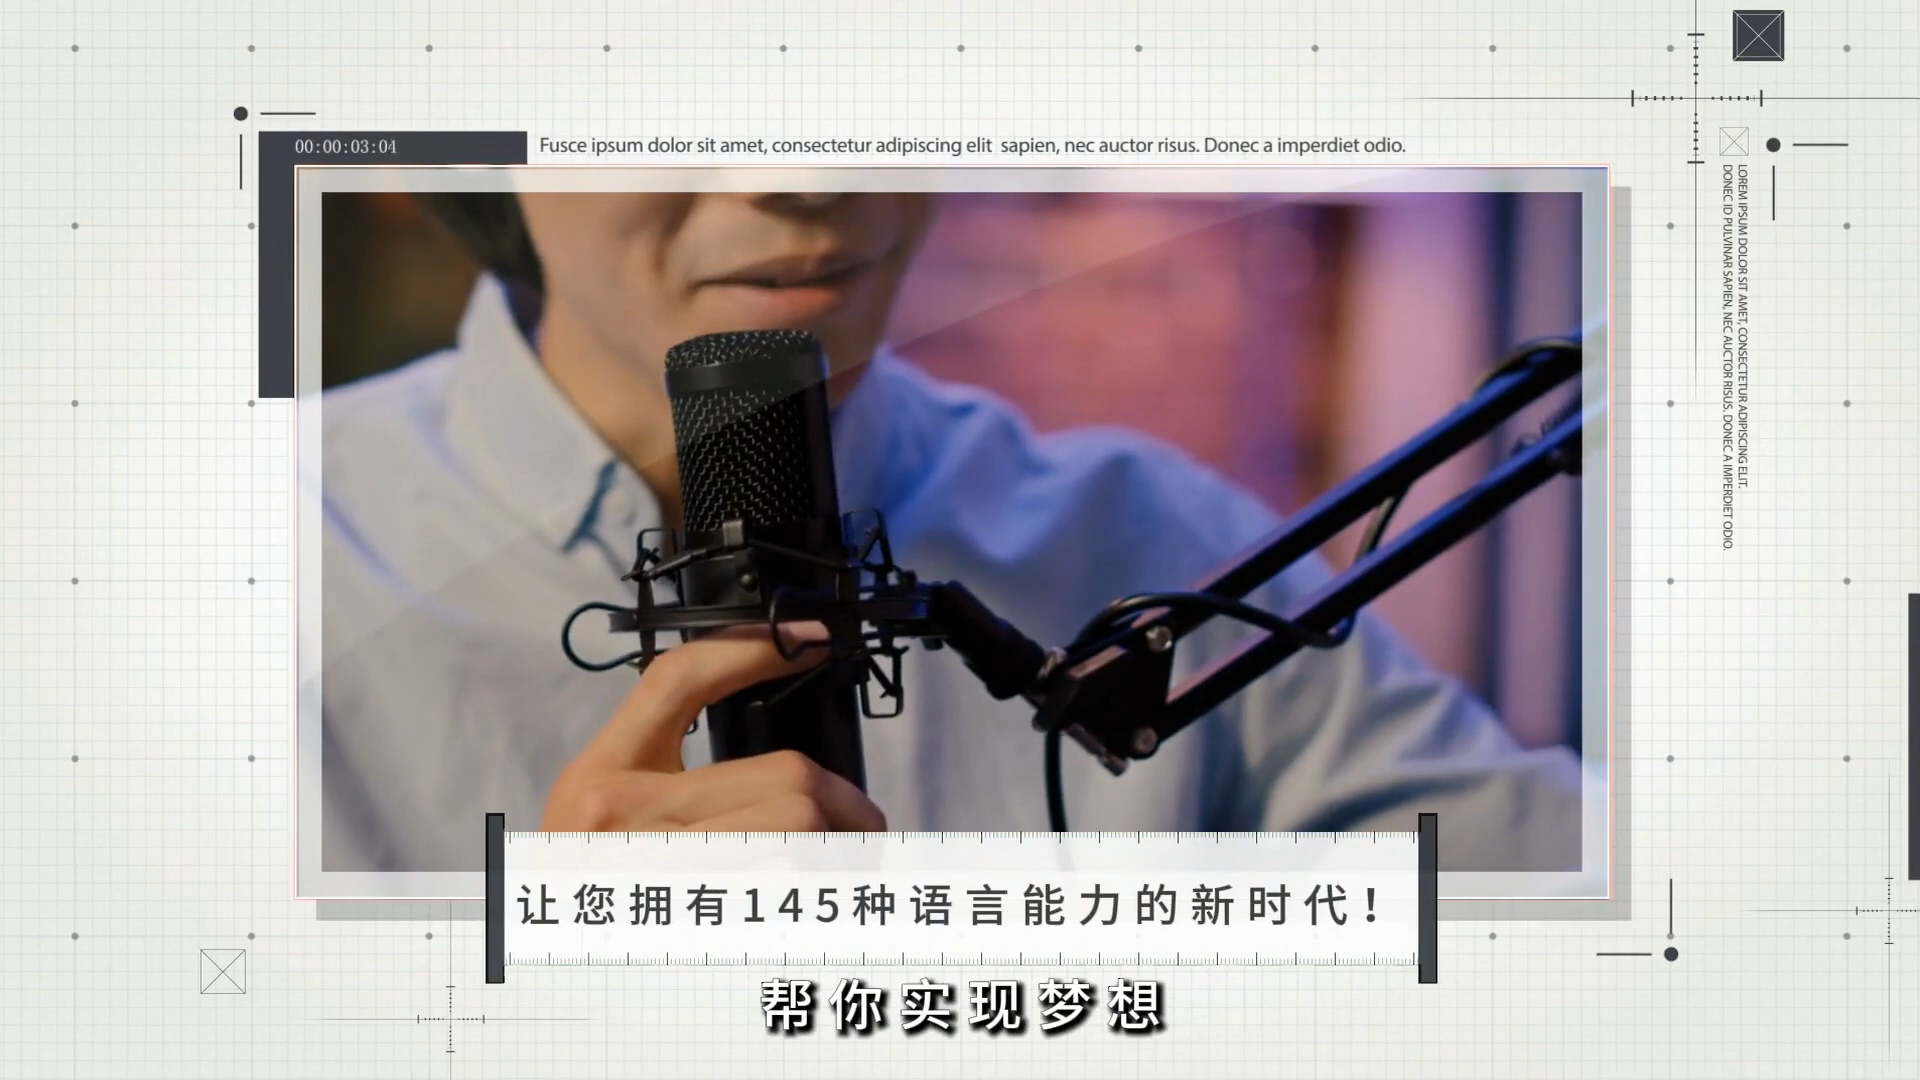 00:00:03:04
Fusce ipsum dolor sit amet, consectetur adipiscing elit sapien, nec auctor risus. Donec a imperdiet odio.
LOREM IPSUM DOLOR SIT AMET, CONSECTETUR ADIPISCING ELIT.
DONEC ID PULVINAR SAPIEN, NEC AUCTOR RISUS. DONEC A IMPERDIET ODIO.
让您拥有145种语言能力的新时代!
帮你实现梦想